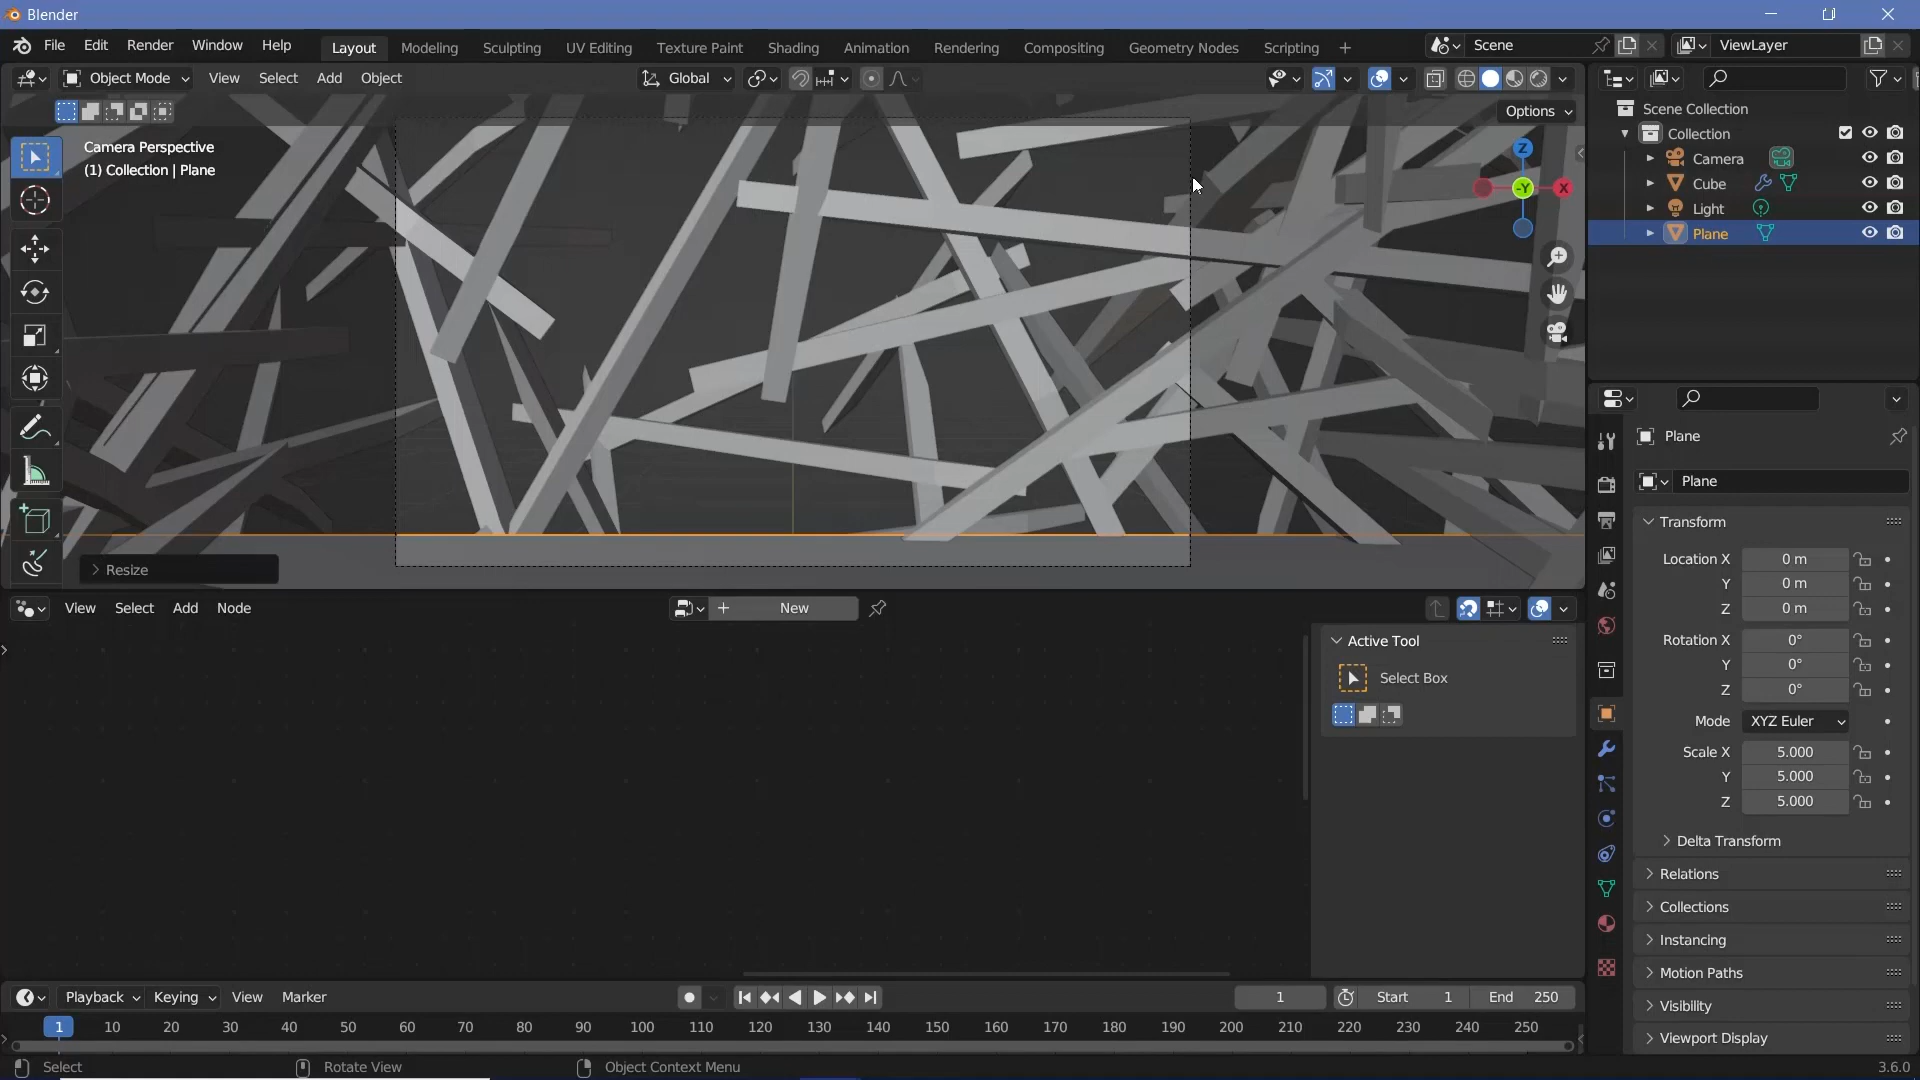 Blender
File Edit Render Window Help Layout Modeling Sculpting UV Editing Texture Paint Shading Animation Rendering Compositing Geometry Nodes Scripting + Scene ViewLayer
Object Mode View Select Add Object Global
Options
Camera Perspective
(1) Collection | Plane
Z
-Y X
Resize
Scene Collection
Collection
Camera
Cube
Light
Plane
View Select Add Node New
Active Tool
Select Box
Plane
Plane
Transform
Location X 0 m
Y 0 m
Z 0 m
Rotation X 0°
Y 0°
Z 0°
Mode XYZ Euler
Scale X 5.000
Y 5.000
Z 5.000
Delta Transform
Relations
Collections
Instancing
Motion Paths
Visibility
Viewport Display
Playback Keying View Marker 1 Start 1 End 250
1 10 20 30 40 50 60 70 80 90 100 110 120 130 140 150 160 170 180 190 200 210 220 230 240 250
Select Rotate View Object Context Menu 3.6.0